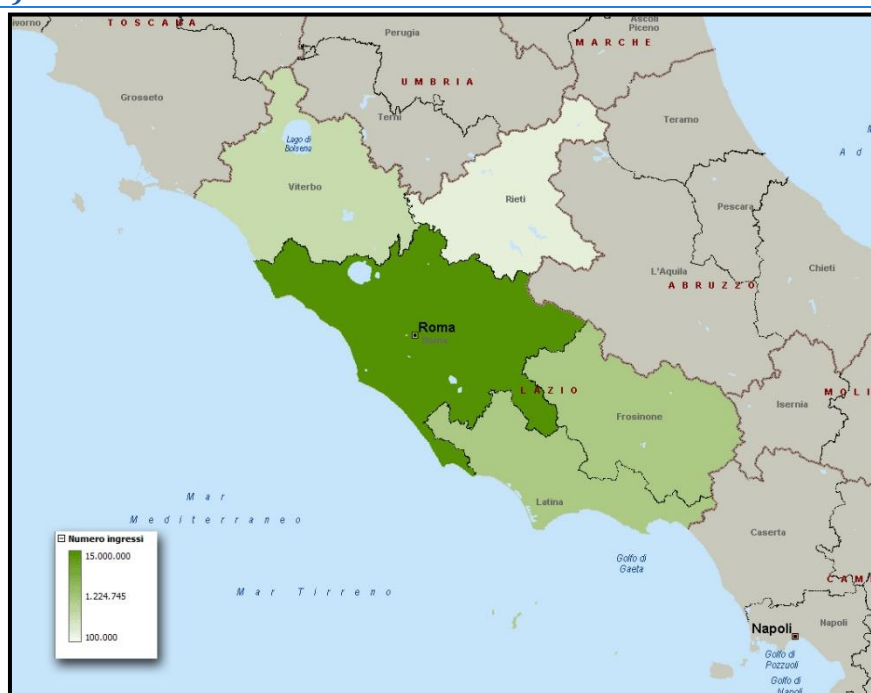 TOSCANA
Perugia
Ascoli
Piceno
MARCHE
Grosseto
UMBRIA
Terni
Teramo
Lago di
Bolsena
Viterbo
Rieti
Pescara
L'Aquila
ABRUZZO
Chieti
Roma
LAZIO
Frosinone
Isernia
Latina
Mar
Mediterraneo
Caserta
Golfo di
Gaeta
Mar Tirreno
Numero ingressi
15.000.000
1.224.745
100.000
Napoli
Napoli
Golfo di
Pozzuoli
Golfo di